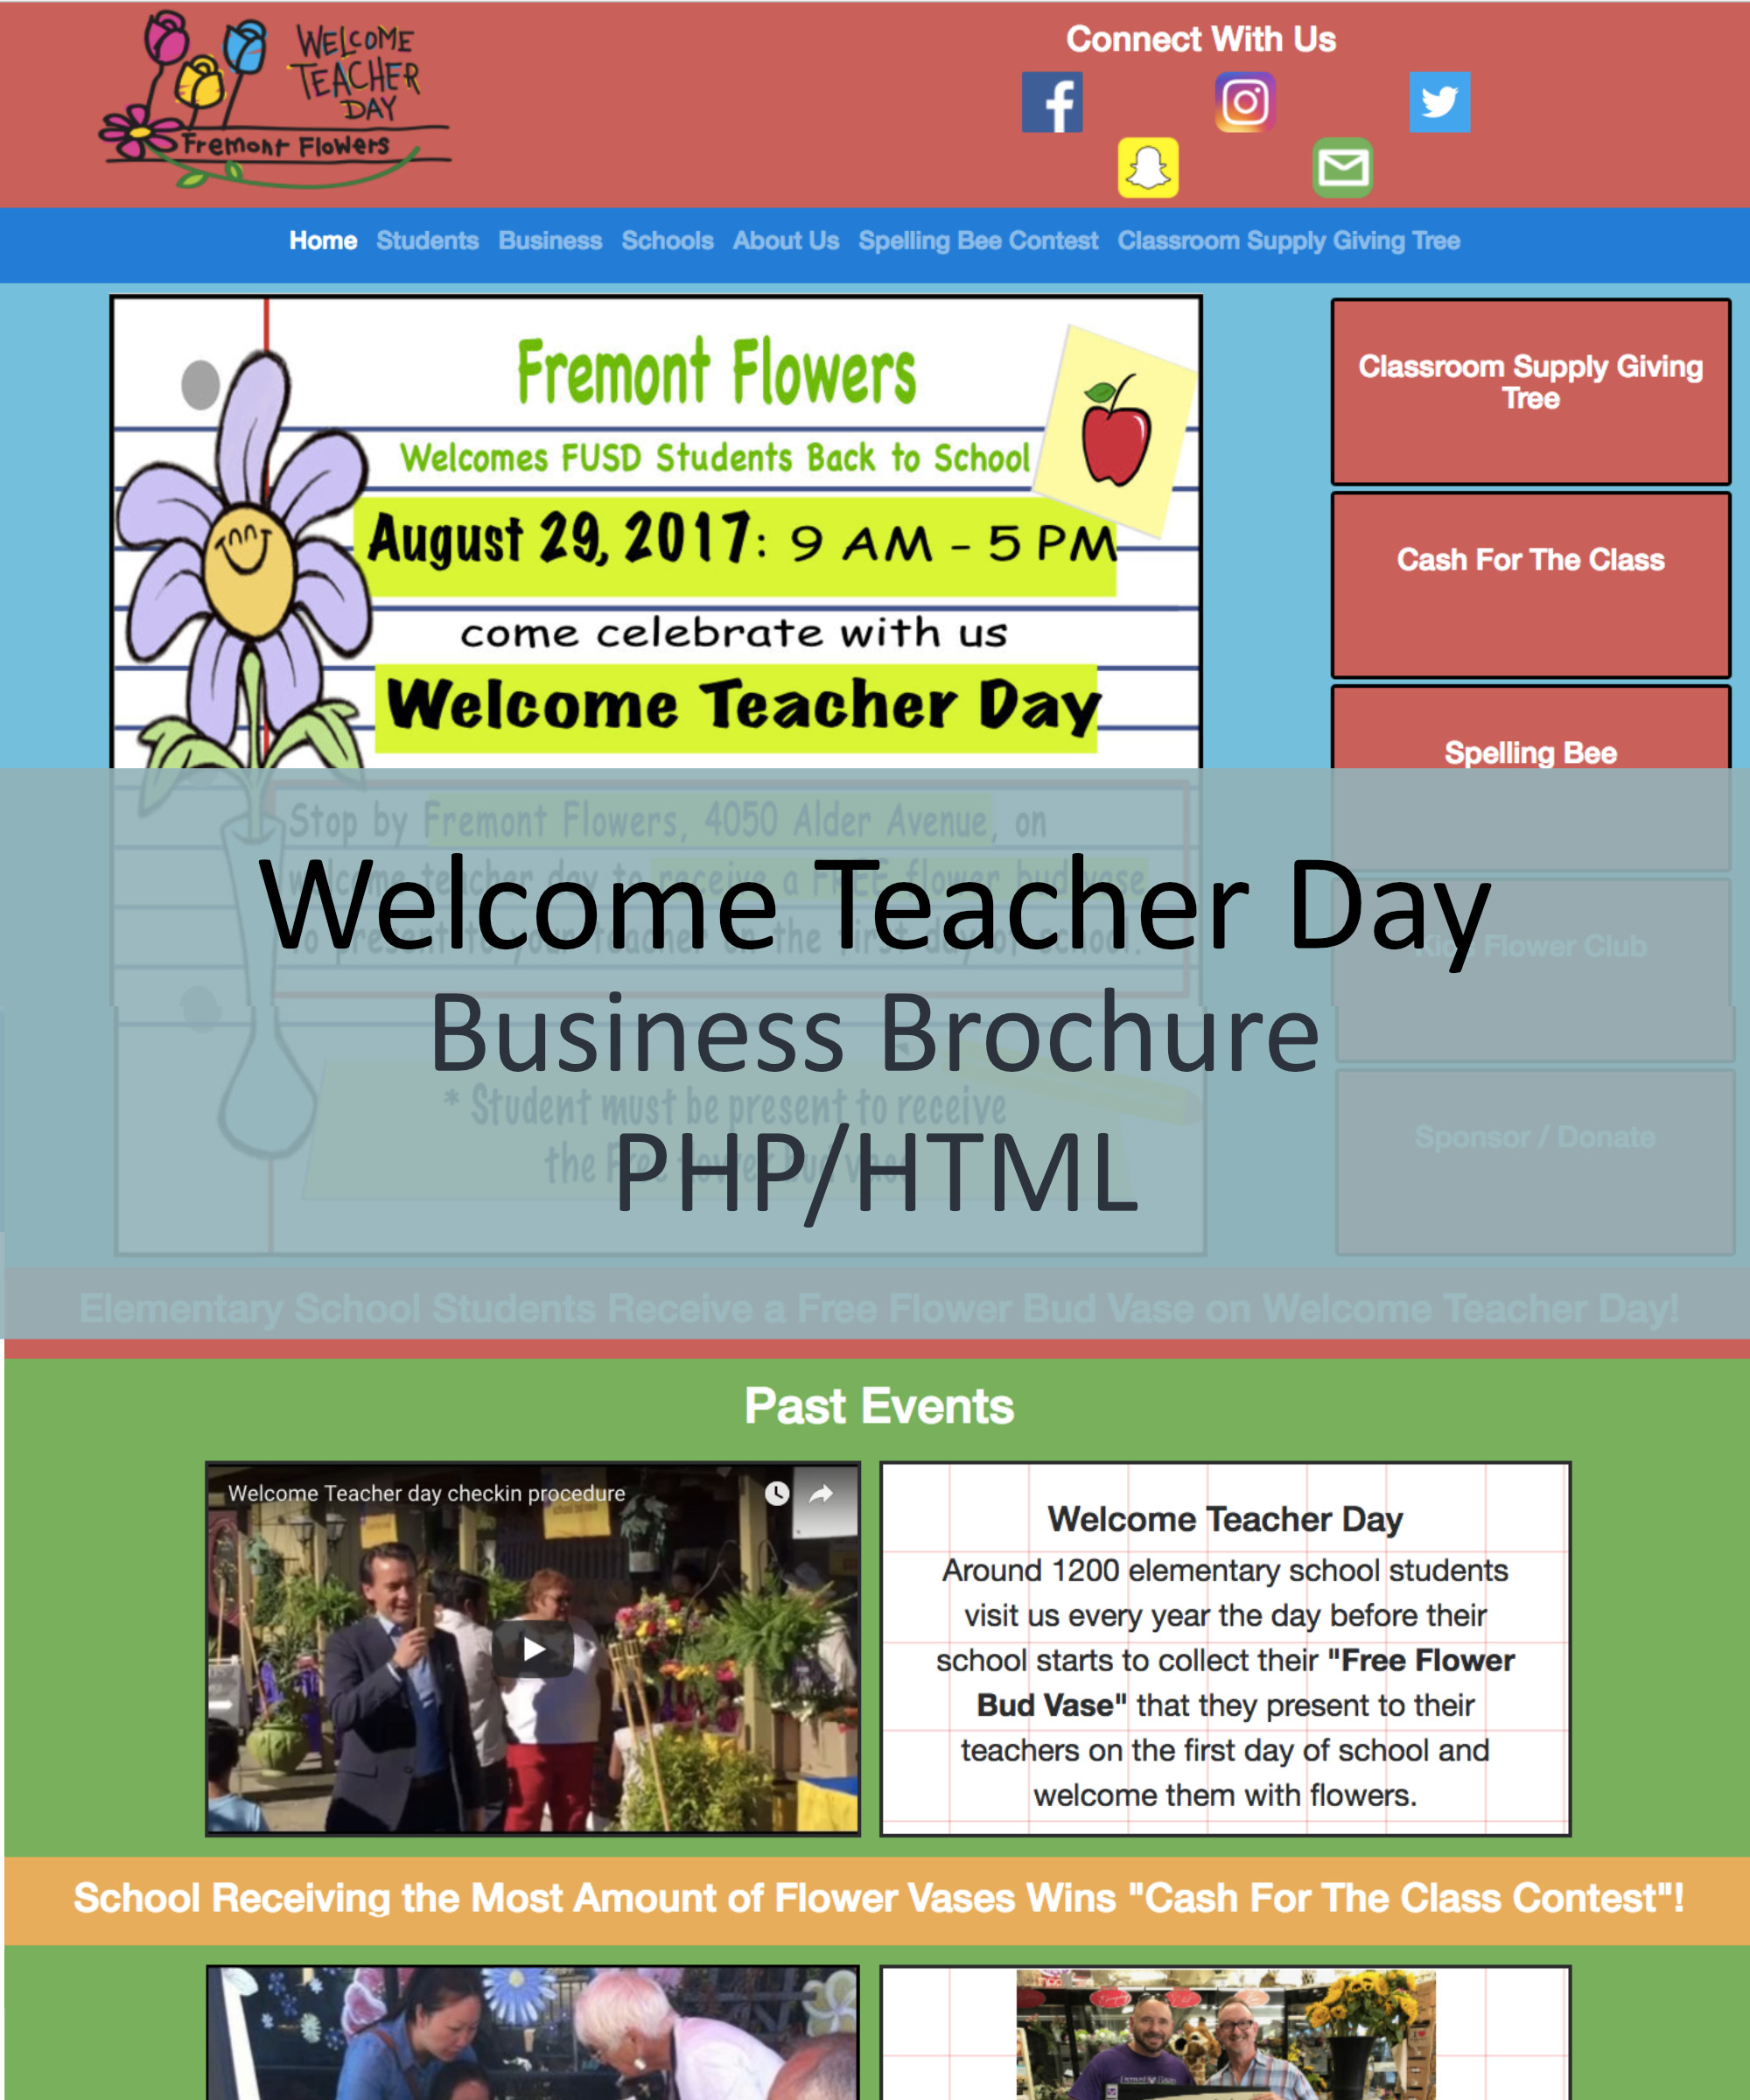 WELCOME
TEACHER
DAY
Fremont Flowers
Connect With Us
Home Students Business Schools About Us Spelling Bee Contest Classroom Supply Giving Tree
Fremont Flowers
Welcomes FUSD Students Back to School
August 29, 2017: 9 AM - 5 PM
come celebrate with us
Welcome Teacher Day
Classroom Supply Giving
Tree
Cash For The Class
Spelling Bee
Stop by Fremont Flowers, 4050 Alder Avenue, on
welcome teacher day to receive a FREE flower bud vase
to present to your teacher on the first day of school.
Kids Flower Club
Welcome Teacher Day
Business Brochure
PHP/HTML
* Student must be present to receive
the Free flower bud vase
Sponsor / Donate
Elementary School Students Receive a Free Flower Bud Vase on Welcome Teacher Day!
Past Events
Welcome Teacher day checkin procedure
Welcome Teacher Day
Around 1200 elementary school students
visit us every year the day before their
school starts to collect their "Free Flower
Bud Vase" that they present to their
teachers on the first day of school and
welcome them with flowers.
School Receiving the Most Amount of Flower Vases Wins "Cash For The Class Contest"!